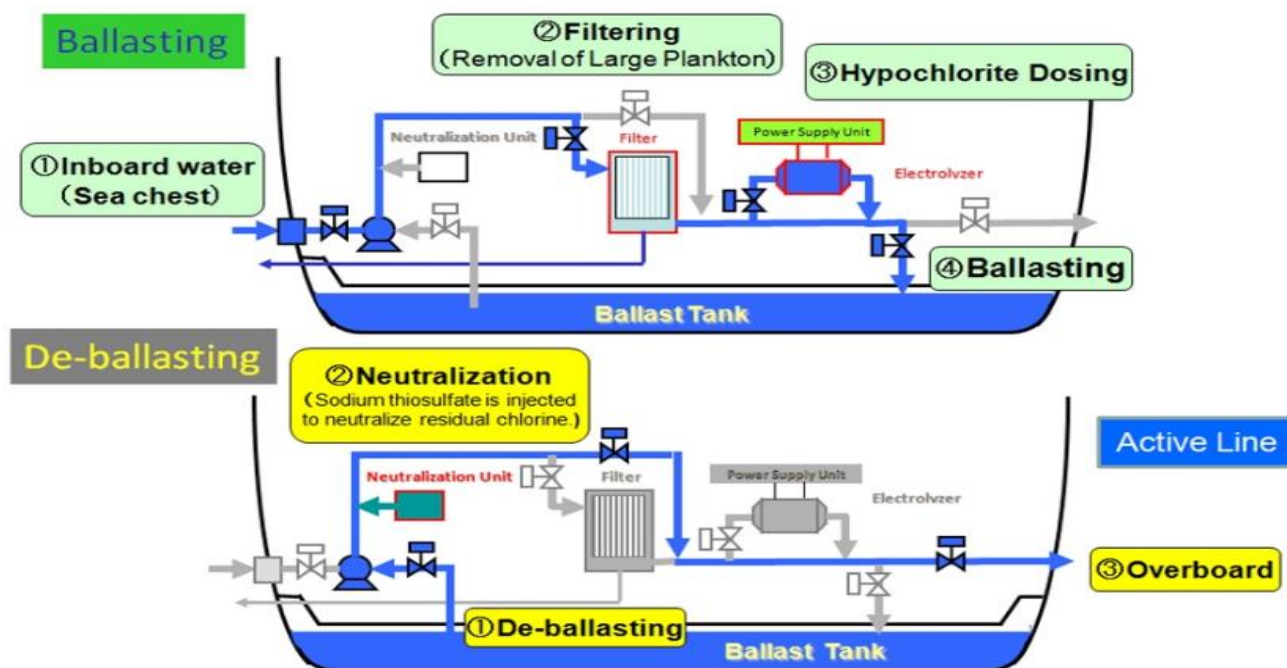 Ballasting
②Filtering
(Removal of Large Plankton)
③Hypochlorite Dosing
Neutralization Unit
Filter
Power Supply Unit
①Inboard water
(Sea chest)
Electrolyzer
④Ballasting
Ballast Tank
De-ballasting
②Neutralization
(Sodium thiosulfate is injected
to neutralize residual chlorine.)
Active Line
Neutralization Unit
Filter
Power Supply Unit
Electrolyzer
③Overboard
①De-ballasting
Ballast Tank